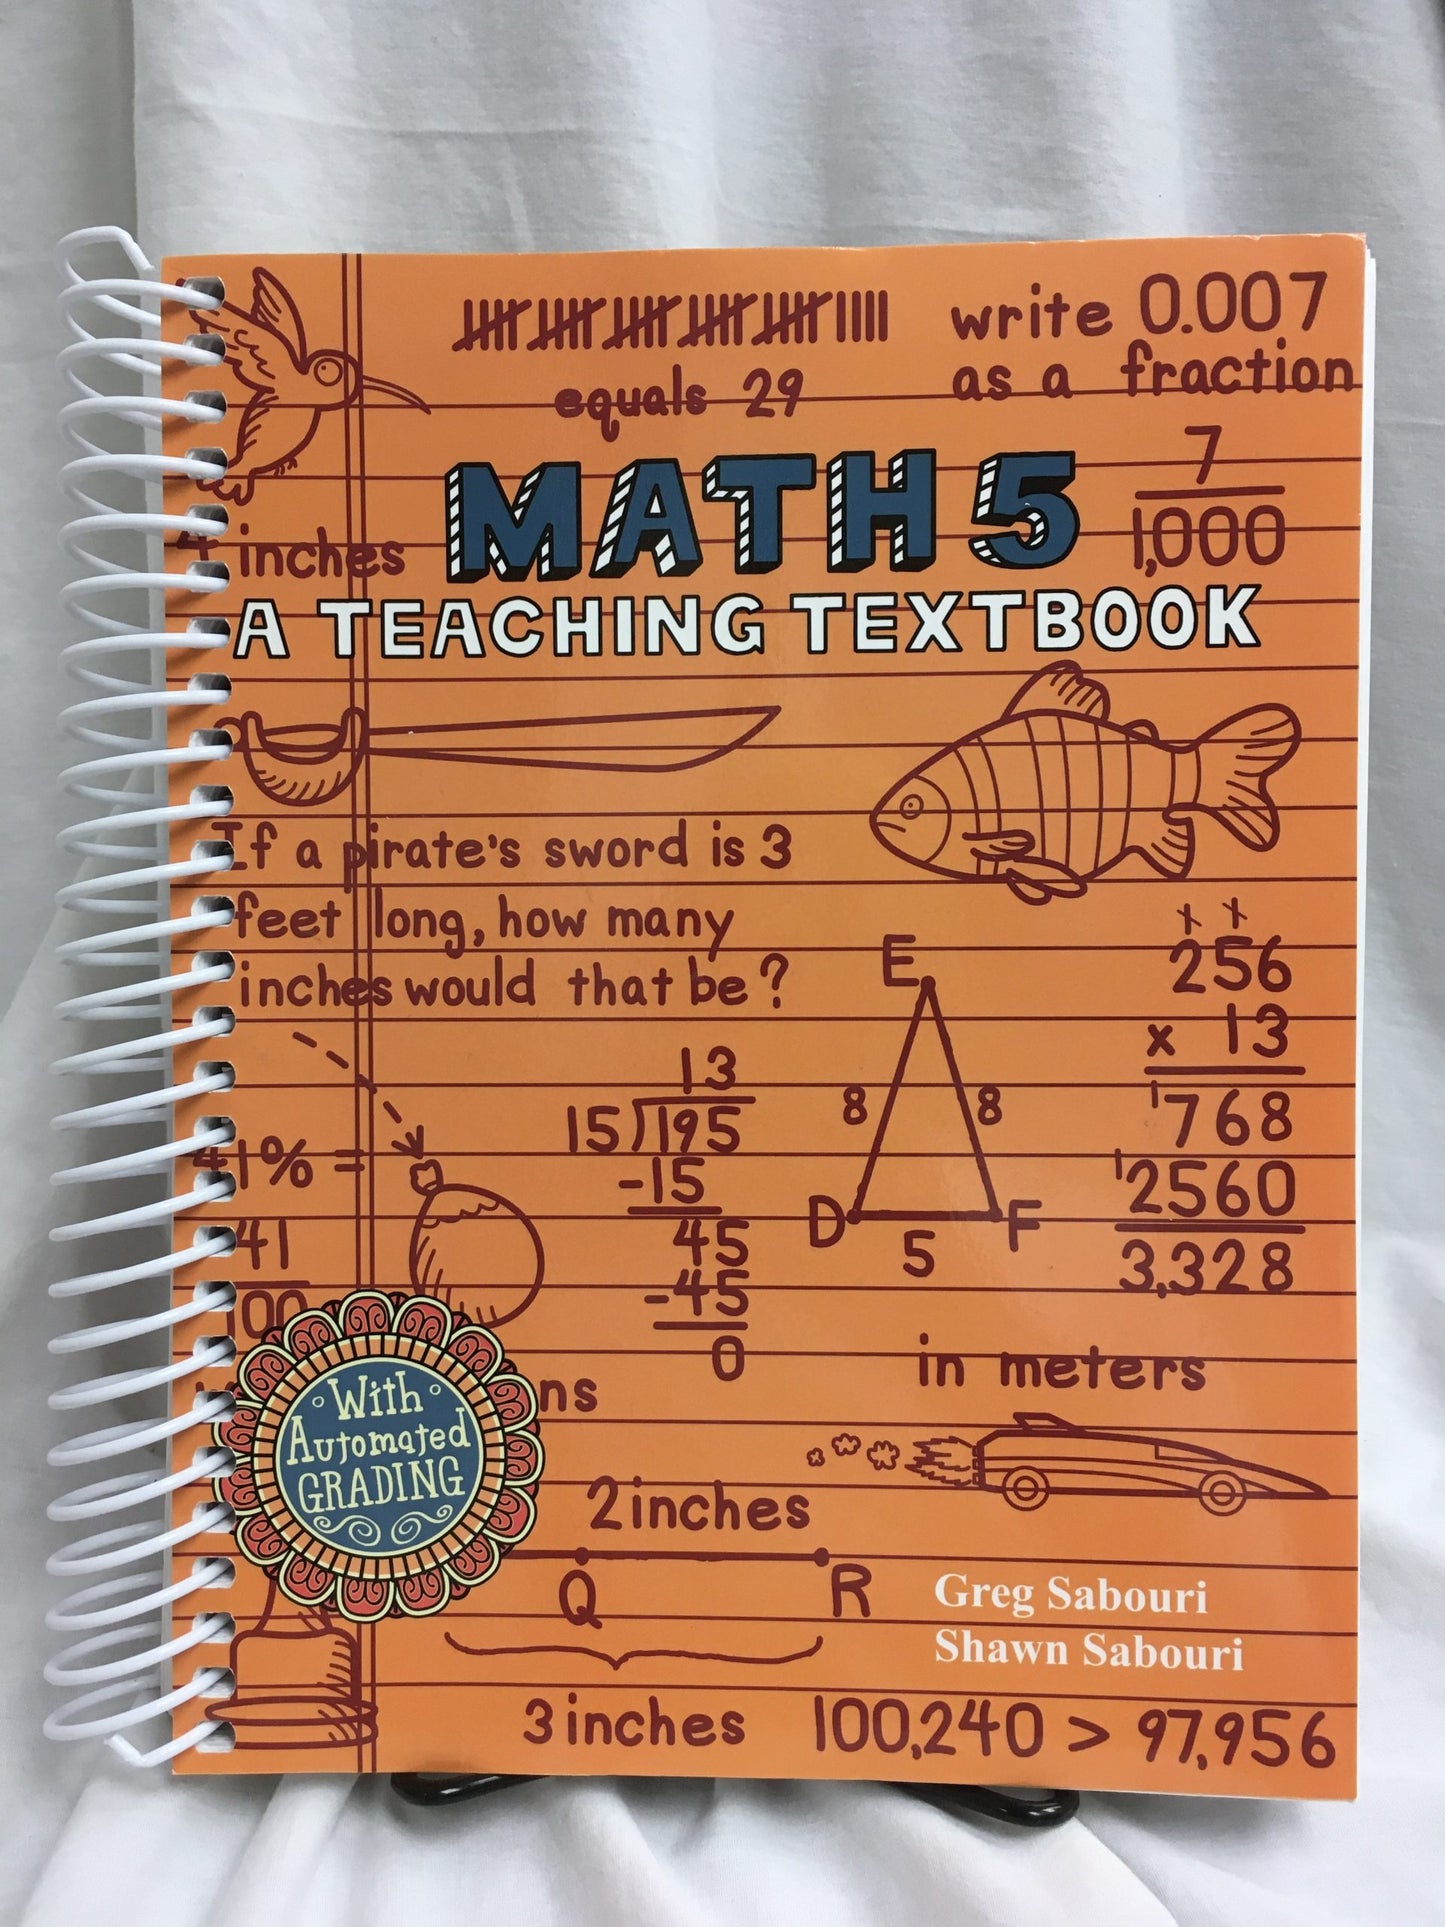 write 0.007
as a fraction
equals 29
7
1,000
MATH 5
inches
A TEACHING TEXTBOOK
If a pirate's sword is 3
feet long, how many
inches would that be?
E
8
8
D
F
5
256
x 13
768
2560
3,328
13
15)195
-15
45
-45
0
41% =
41
100
ns
in meters
With
Automated
GRADING
2 inches
Q
R
3 inches
Greg Sabouri
Shawn Sabouri
100,240 > 97,956